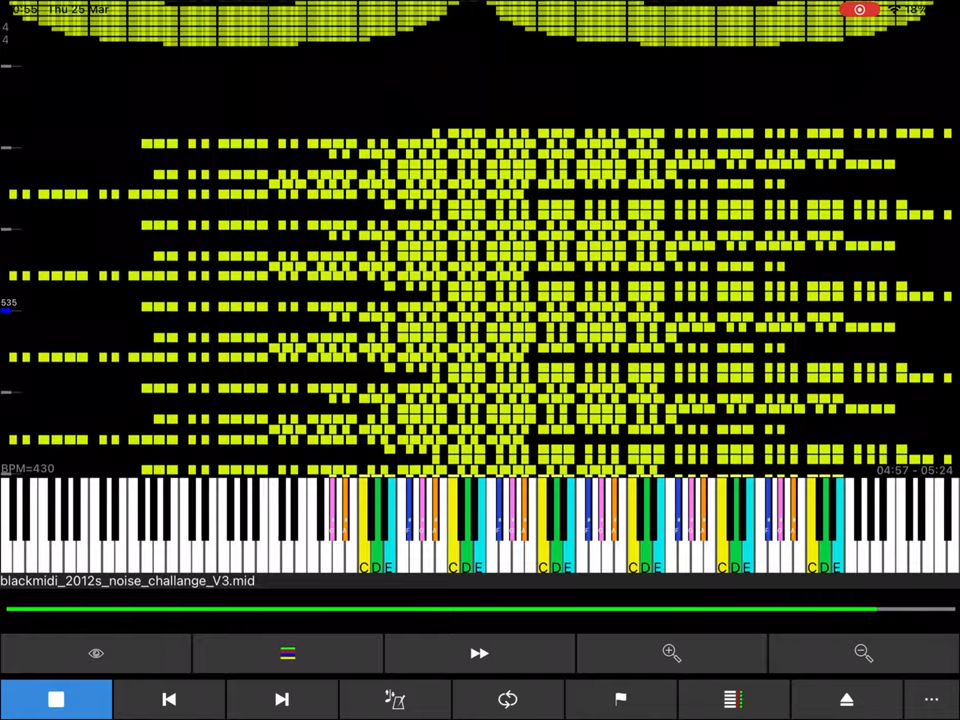 0:55 Thu 25 Mar 18%
4
4
535
BPM=430 04:57 - 05:24
C D E C D E C D E C D E C D E C D E
blackmidi_2012s_noise_challange_V3.mid